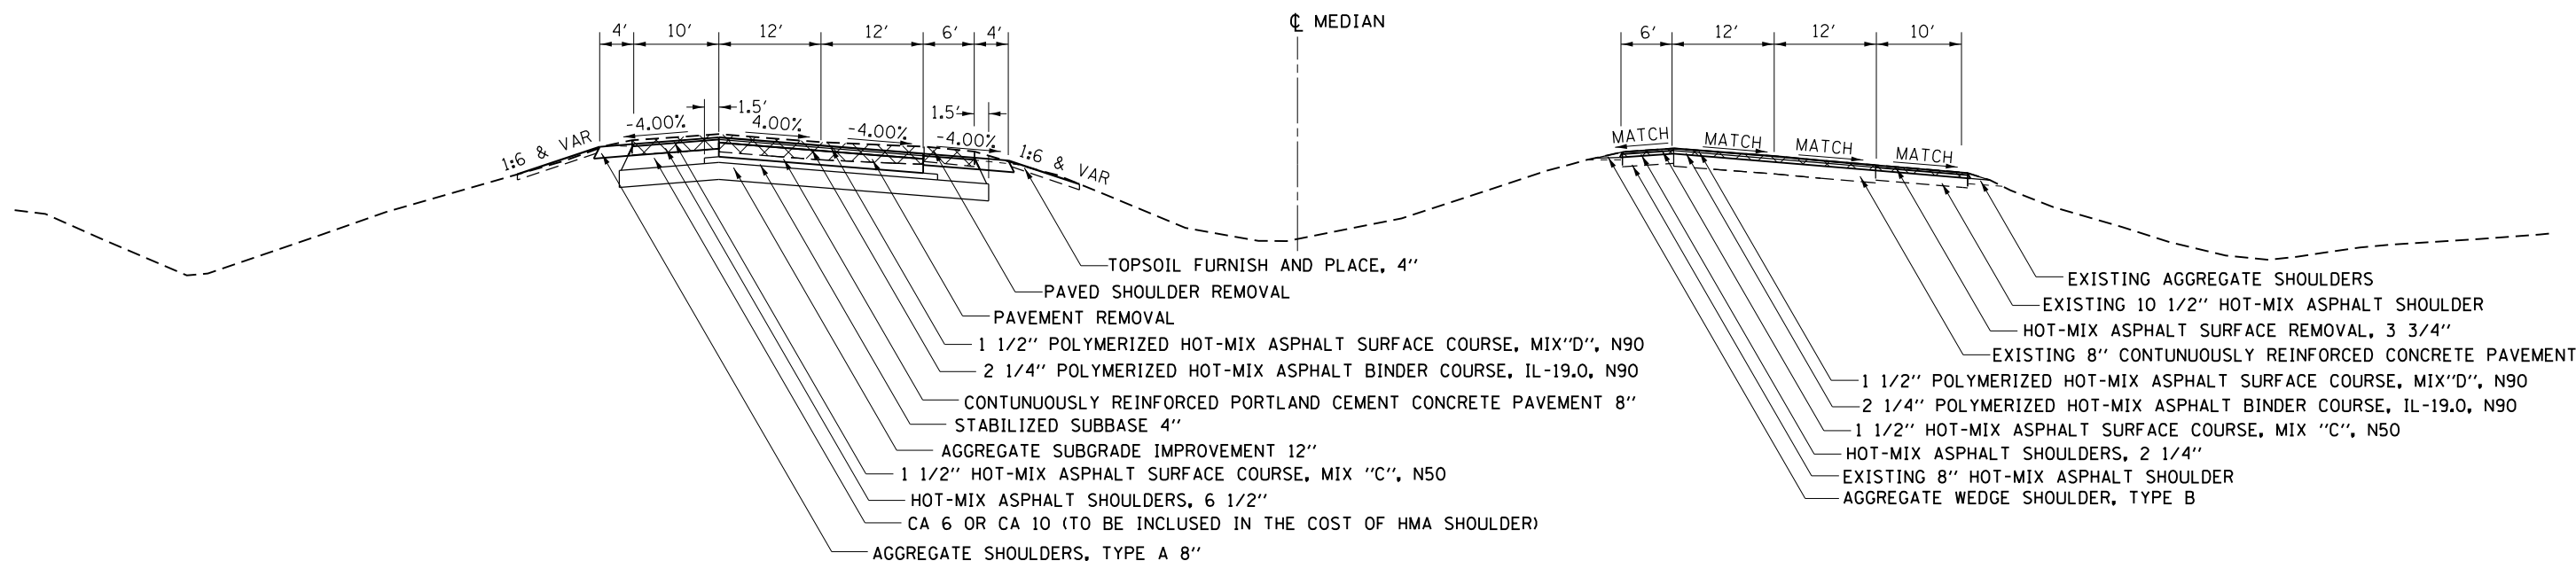 ℄ MEDIAN
4' 10' 12' 12' 6' 4'
6' 12' 12' 10'
1.5'
1.5'
1:6 & VAR
-4.00%
4.00%
-4.00%
-4.00%
1:6 & VAR
MATCH
MATCH
MATCH
MATCH
TOPSOIL FURNISH AND PLACE, 4"
PAVED SHOULDER REMOVAL
PAVEMENT REMOVAL
1 1/2" POLYMERIZED HOT-MIX ASPHALT SURFACE COURSE, MIX"D", N90
2 1/4" POLYMERIZED HOT-MIX ASPHALT BINDER COURSE, IL-19.0, N90
CONTUNUOUSLY REINFORCED PORTLAND CEMENT CONCRETE PAVEMENT 8"
STABILIZED SUBBASE 4"
AGGREGATE SUBGRADE IMPROVEMENT 12"
1 1/2" HOT-MIX ASPHALT SURFACE COURSE, MIX "C", N50
HOT-MIX ASPHALT SHOULDERS, 6 1/2"
CA 6 OR CA 10 (TO BE INCLUSED IN THE COST OF HMA SHOULDER)
AGGREGATE SHOULDERS, TYPE A 8"
EXISTING AGGREGATE SHOULDERS
EXISTING 10 1/2" HOT-MIX ASPHALT SHOULDER
HOT-MIX ASPHALT SURFACE REMOVAL, 3 3/4"
EXISTING 8" CONTUNUOUSLY REINFORCED CONCRETE PAVEMENT
1 1/2" POLYMERIZED HOT-MIX ASPHALT SURFACE COURSE, MIX"D", N90
2 1/4" POLYMERIZED HOT-MIX ASPHALT BINDER COURSE, IL-19.0, N90
1 1/2" HOT-MIX ASPHALT SURFACE COURSE, MIX "C", N50
HOT-MIX ASPHALT SHOULDERS, 2 1/4"
EXISTING 8" HOT-MIX ASPHALT SHOULDER
AGGREGATE WEDGE SHOULDER, TYPE B